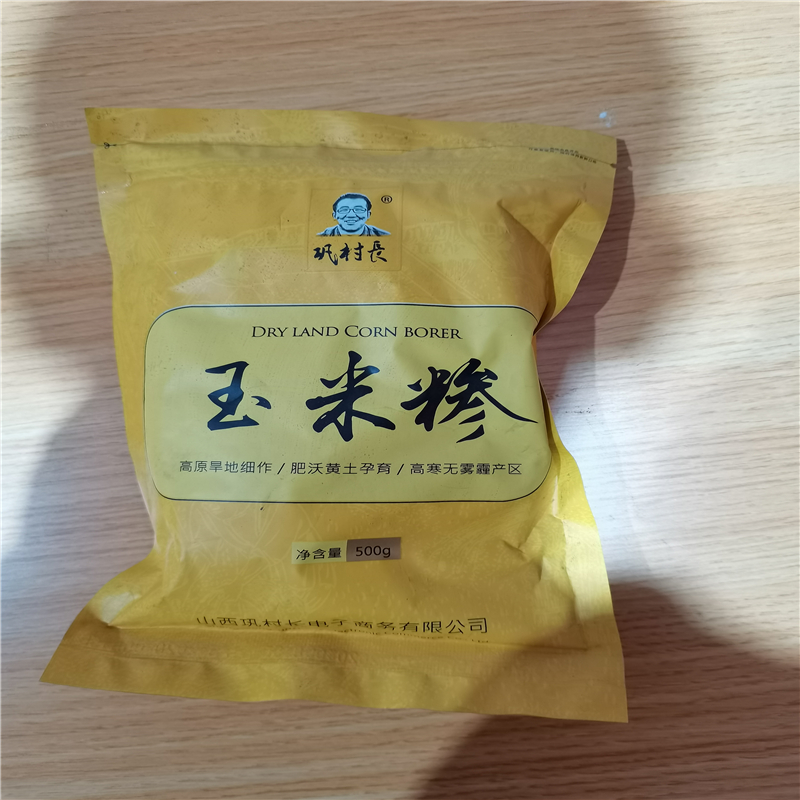 ®
巩村長
DRY LAND CORN BORER
玉米糁
高原旱地细作 / 肥沃黄土孕育 / 高寒无雾霾产区
净含量 500g
山西巩村长电子商务有限公司